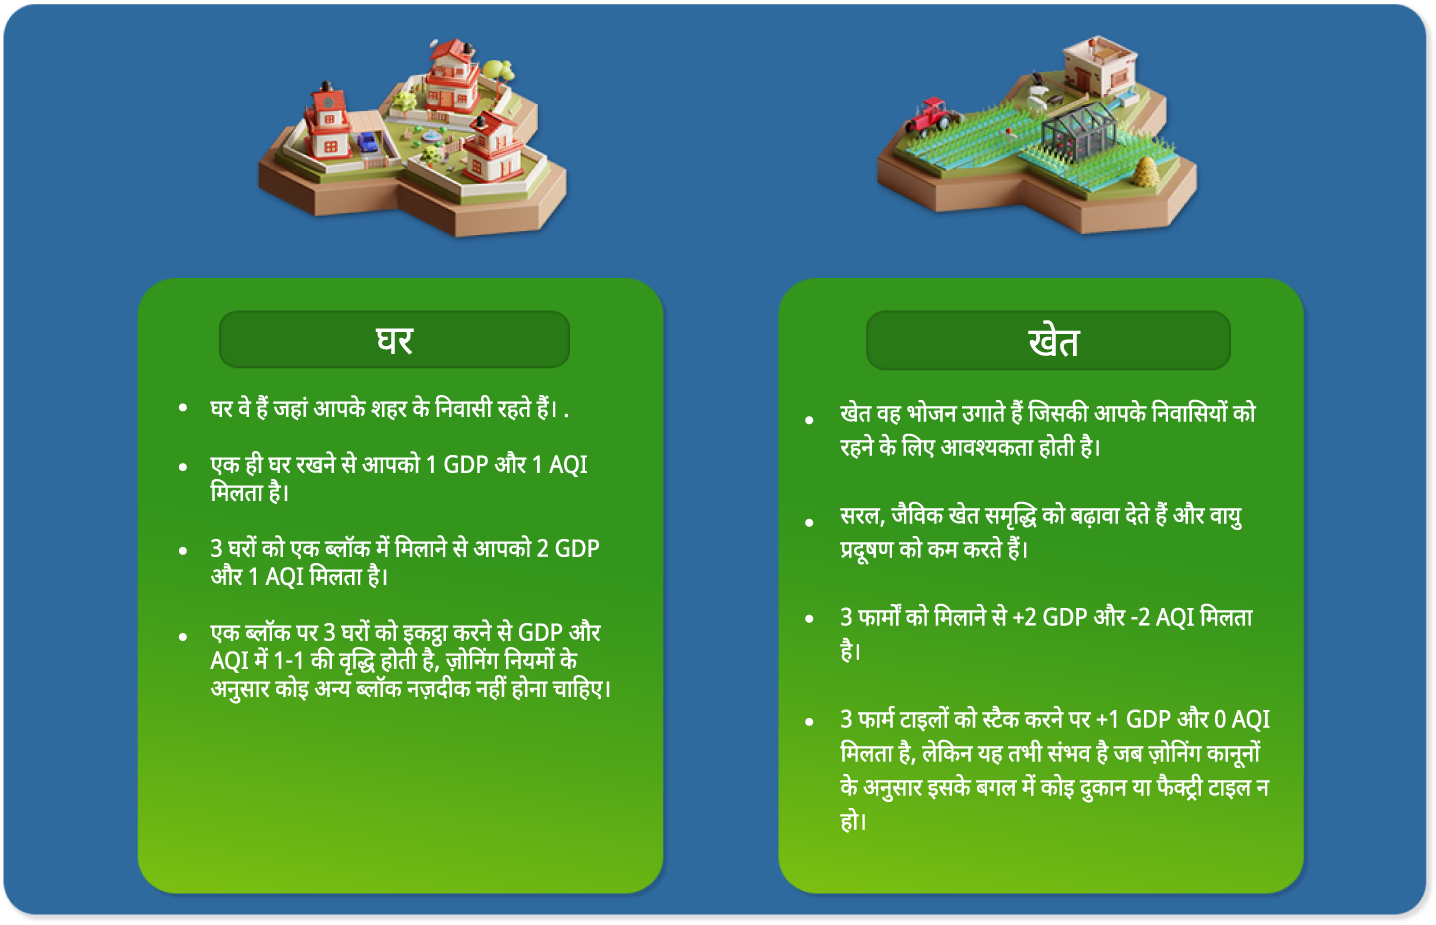 घर
घर वे हैं जहां आपके शहर के निवासी रहते हैं। .
एक ही घर रखने से आपको 1 GDP और 1 AQI
मिलता है।
3 घरों को एक ब्लॉक में मिलाने से आपको 2 GDP
और 1 AQI मिलता है।
एक ब्लॉक पर 3 घरों को इकट्ठा करने से GDP और
AQI में 1-1 की वृद्धि होती है, ज़ोनिंग नियमों के
अनुसार कोइ अन्य ब्लॉक नज़दीक नहीं होना चाहिए।
खेत
खेत वह भोजन उगाते हैं जिसकी आपके निवासियों को
रहने के लिए आवश्यकता होती है।
सरल, जैविक खेत समृद्धि को बढ़ावा देते हैं और वायु
प्रदूषण को कम करते हैं।
3 फार्मों को मिलाने से +2 GDP और -2 AQI मिलता
है।
3 फार्म टाइलों को स्टैक करने पर +1 GDP और 0 AQI
मिलता है, लेकिन यह तभी संभव है जब ज़ोनिंग कानूनों
के अनुसार इसके बगल में कोइ दुकान या फैक्ट्री टाइल न
हो।